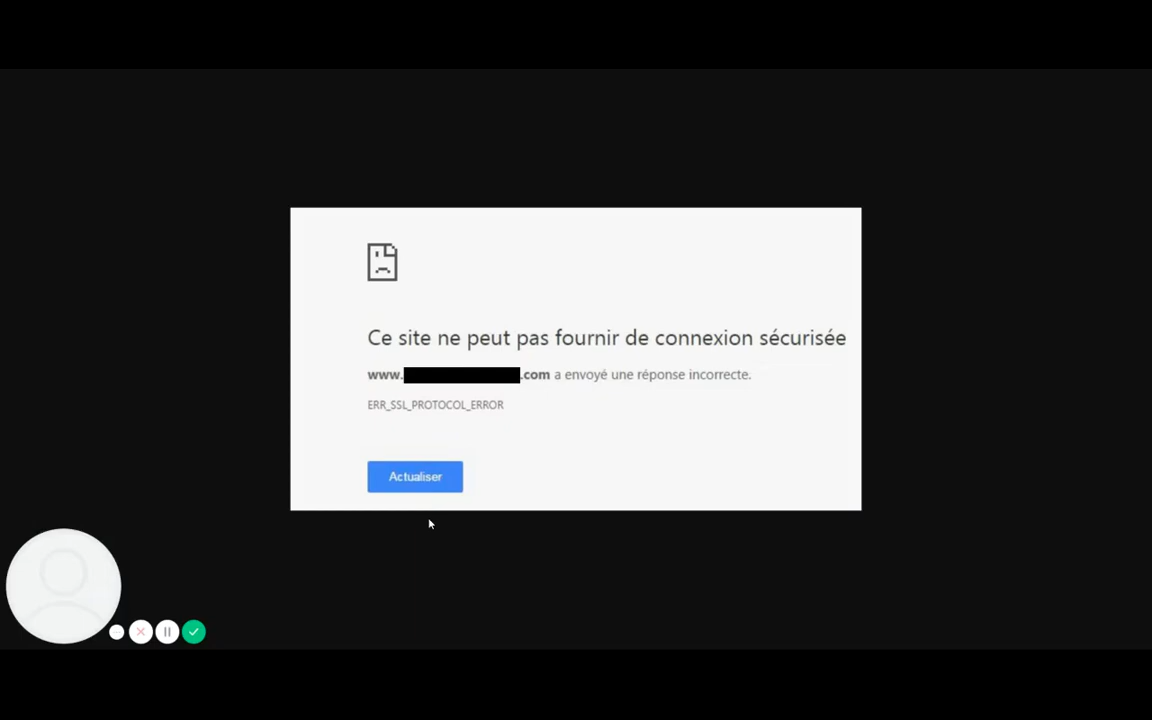 Ce site ne peut pas fournir de connexion sécurisée
www. .com a envoyé une réponse incorrecte.
ERR_SSL_PROTOCOL_ERROR
Actualiser